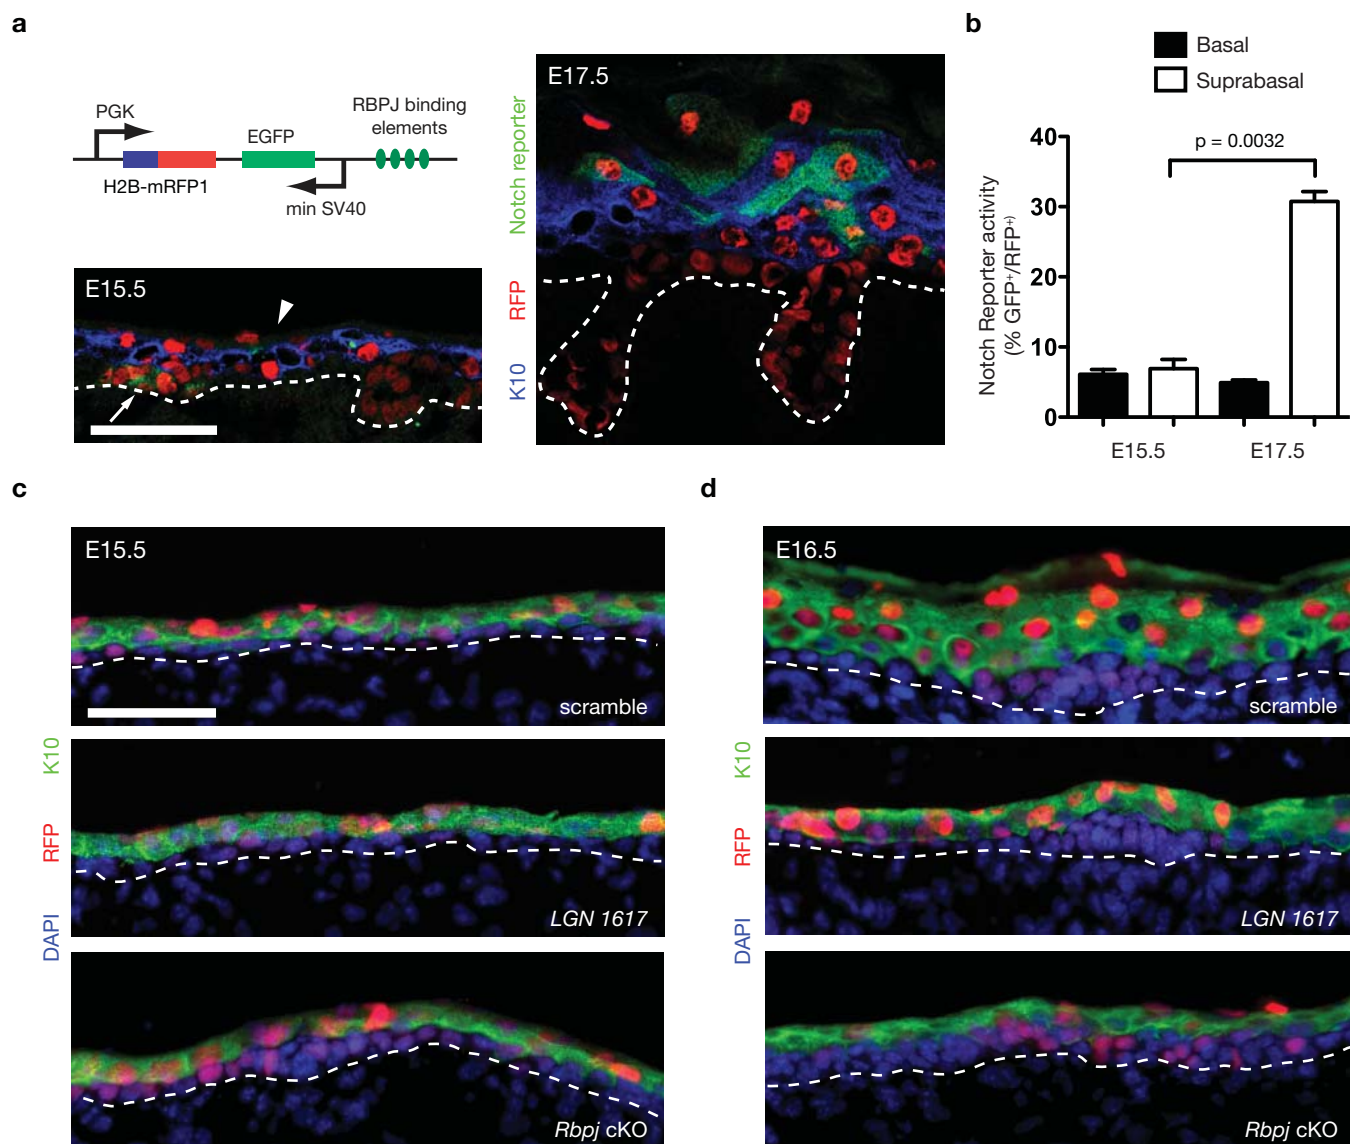 a
PGK
EGFP
RBPJ binding
elements
H2B-mRFP1
min SV40
E15.5
E17.5
K10 RFP Notch reporter
b
Basal
Suprabasal
Notch Reporter activity
(% GFP+/RFP+)
40
30
20
10
0
p = 0.0032
E15.5
E17.5
c
E15.5
scramble
DAPI RFP K10
LGN 1617
Rbpj cKO
d
E16.5
scramble
DAPI RFP K10
LGN 1617
Rbpj cKO